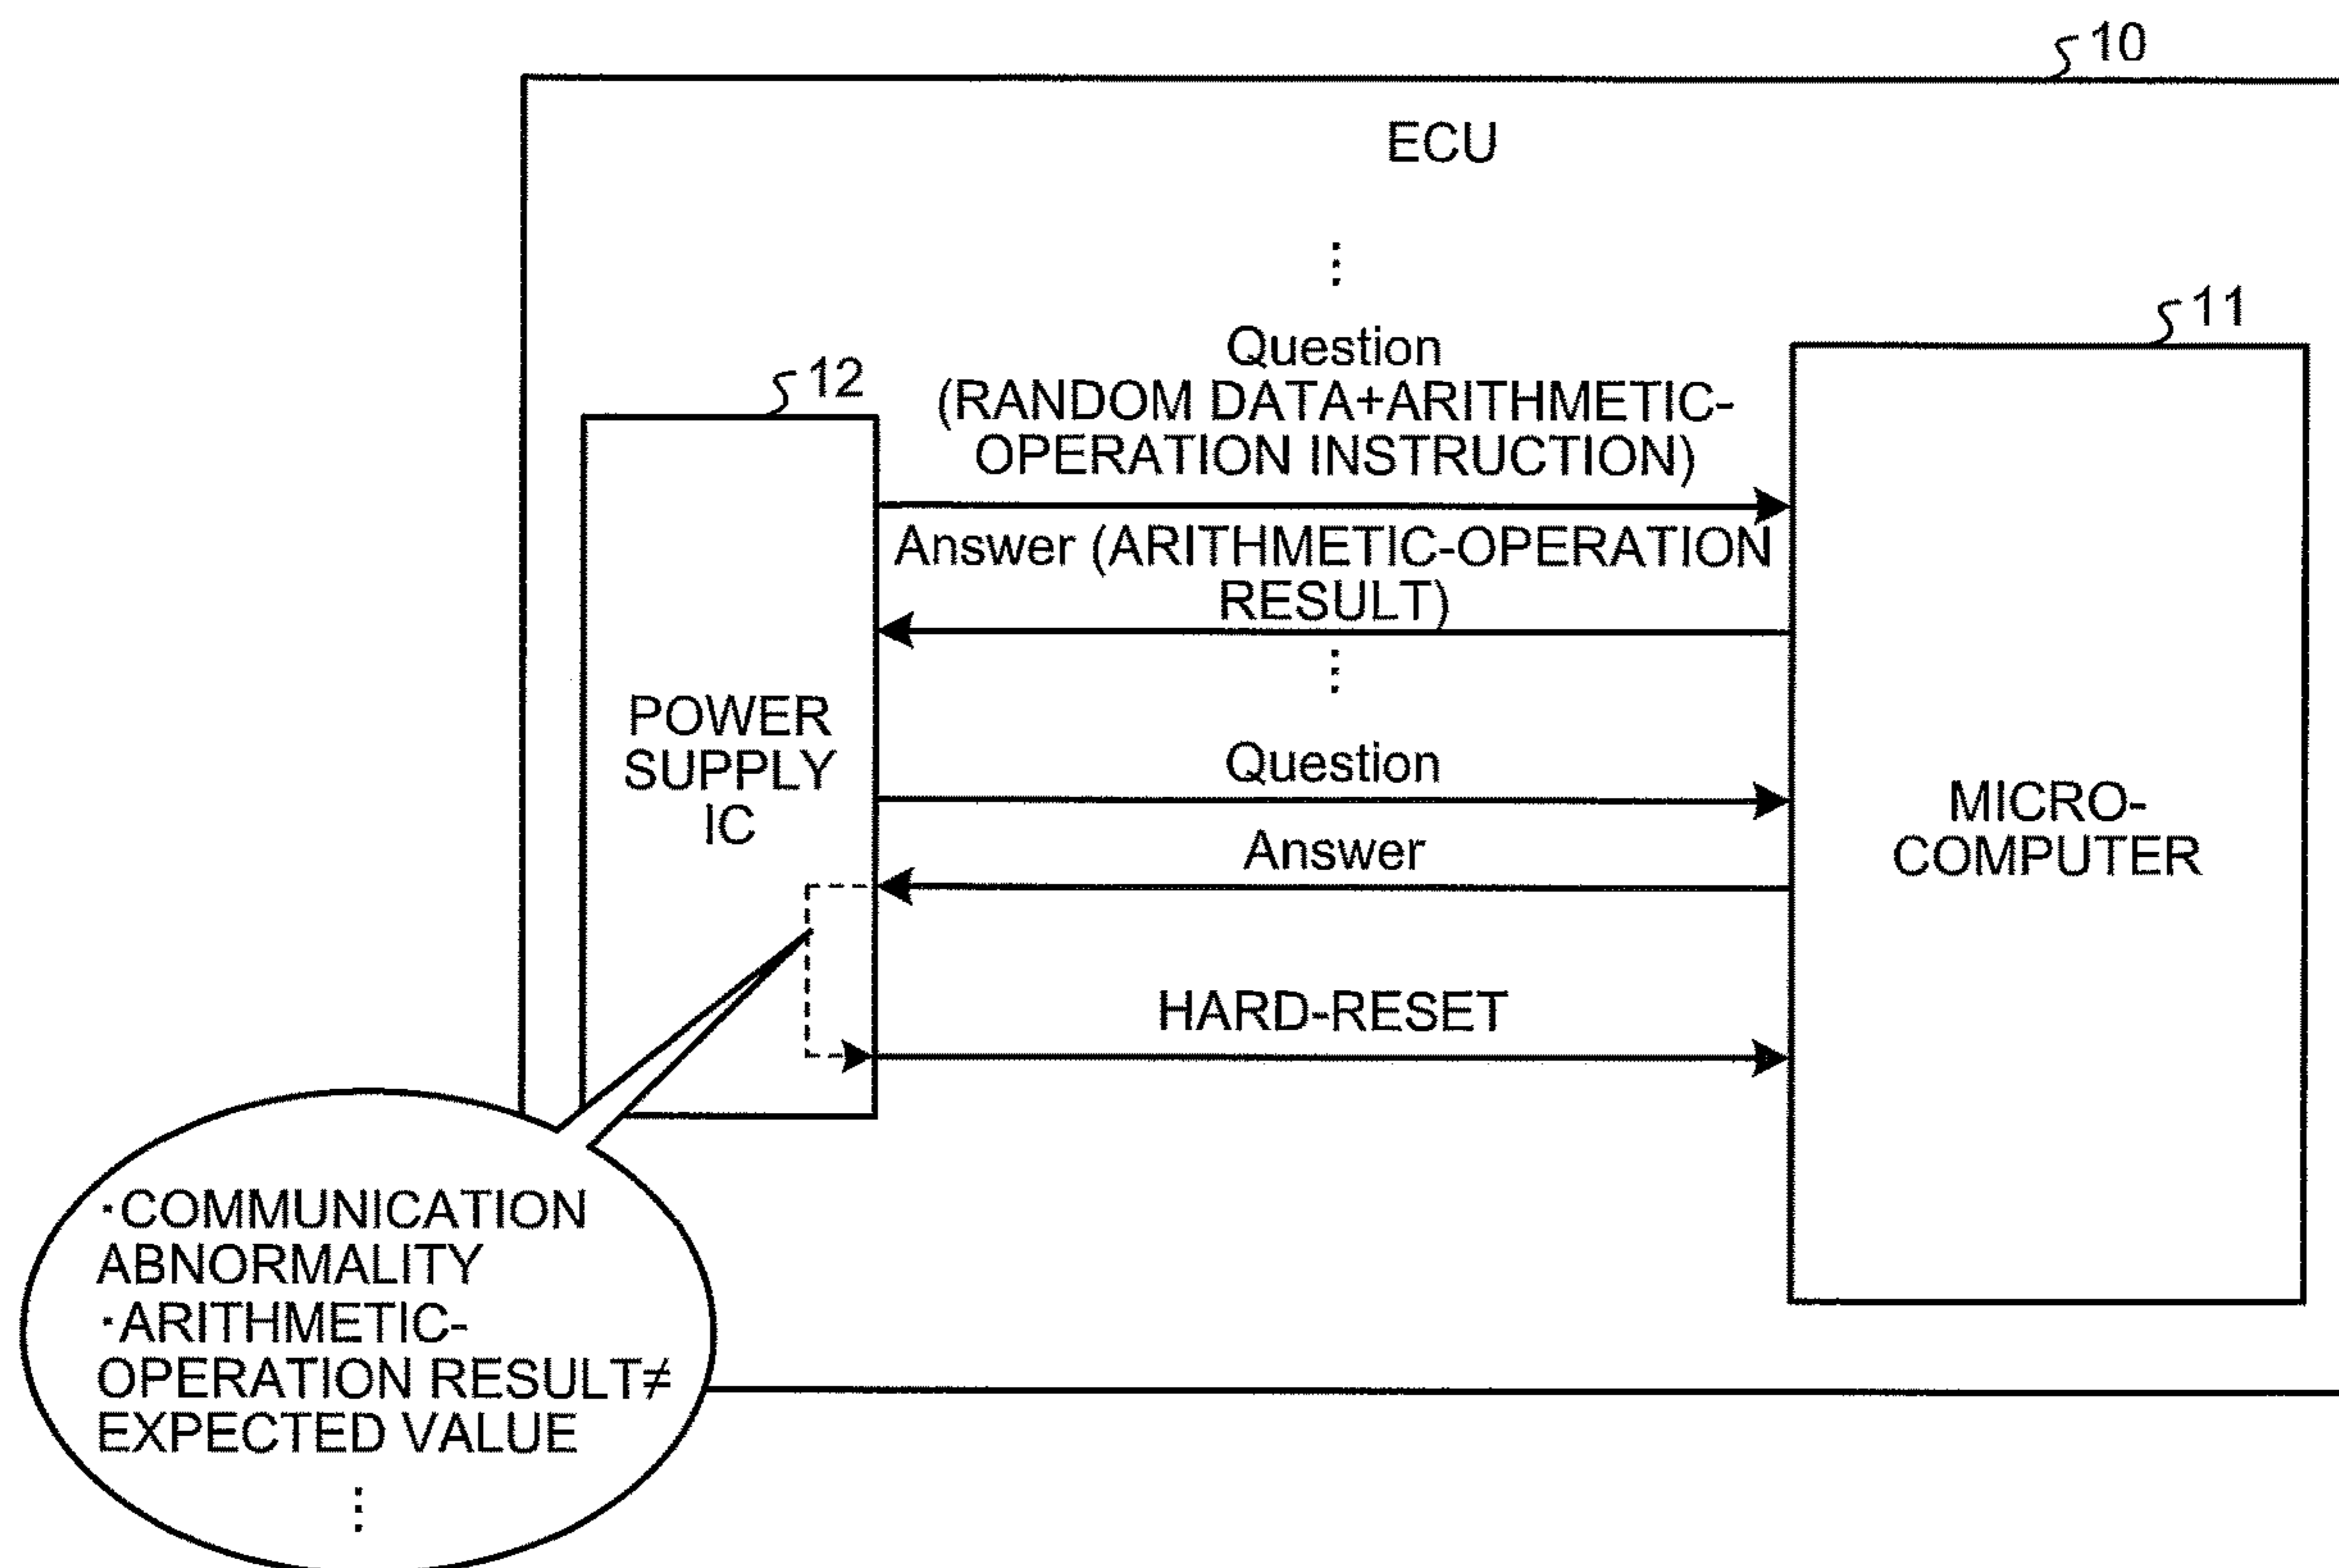 10
ECU
⋮
11
Question
12
(RANDOM DATA+ARITHMETIC-
OPERATION INSTRUCTION)
Answer (ARITHMETIC-OPERATION
RESULT)
⋮
POWER
SUPPLY
IC
Question
MICRO-
COMPUTER
Answer
HARD-RESET
・COMMUNICATION
ABNORMALITY
・ARITHMETIC-
OPERATION RESULT≠
EXPECTED VALUE
⋮